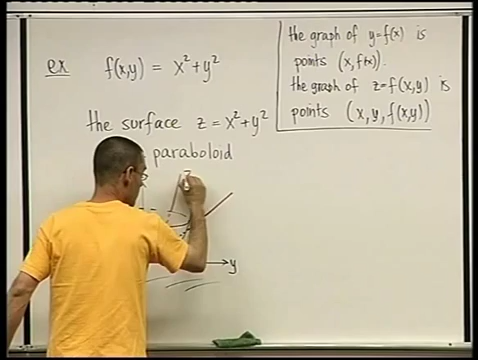 ex f(x,y) = x² + y²
the surface z = x² + y²
paraboloid
z
y
the graph of y=f(x) is
points (x, f(x)).
the graph of z=f(x,y) is
points (x, y, f(x,y))